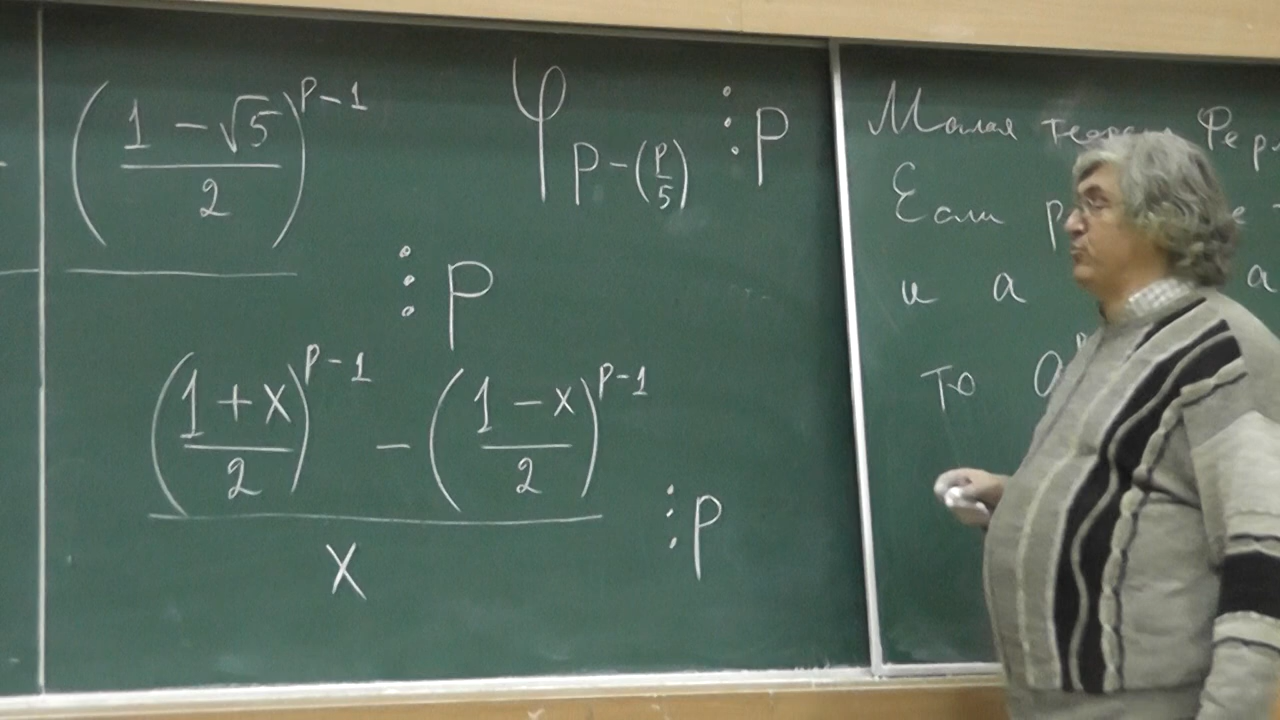 (1 − √5 / 2)^{p−1}
φ_{p−(p/5)} ⋮ p
⋮ p
((1 + x)/2)^{p−1} − ((1 − x)/2)^{p−1}
x
⋮ p
Малая
Если p
и a a
то a